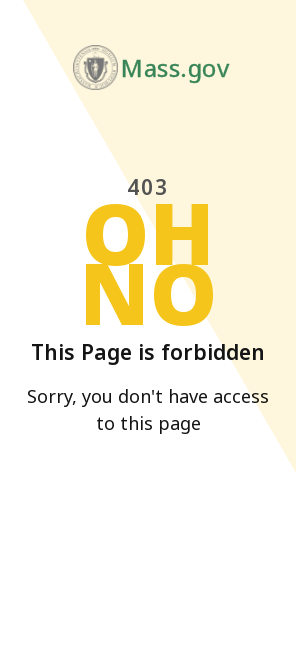 Mass.gov
403
OH
NO
This Page is forbidden
Sorry, you don't have access
to this page